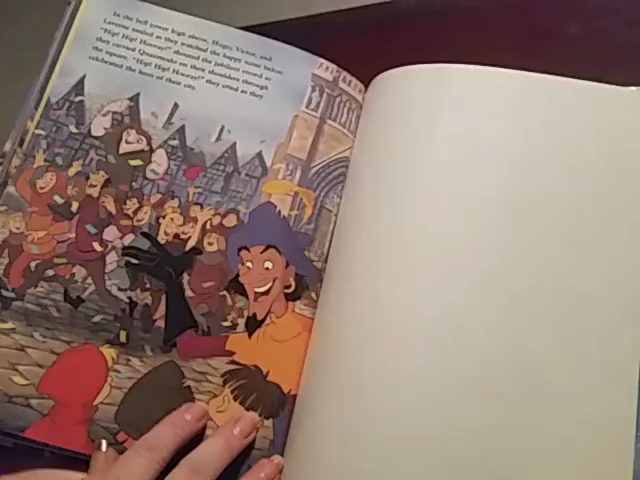 In the bell tower high above, Hugo, Victor, and
Laverne smiled as they watched the happy scene below.
"Hip! Hip! Hooray!" shouted the jubilant crowd as
they carried Quasimodo on their shoulders through
the square. "Hip! Hip! Hooray!" they cried as they
celebrated the hero of their city.